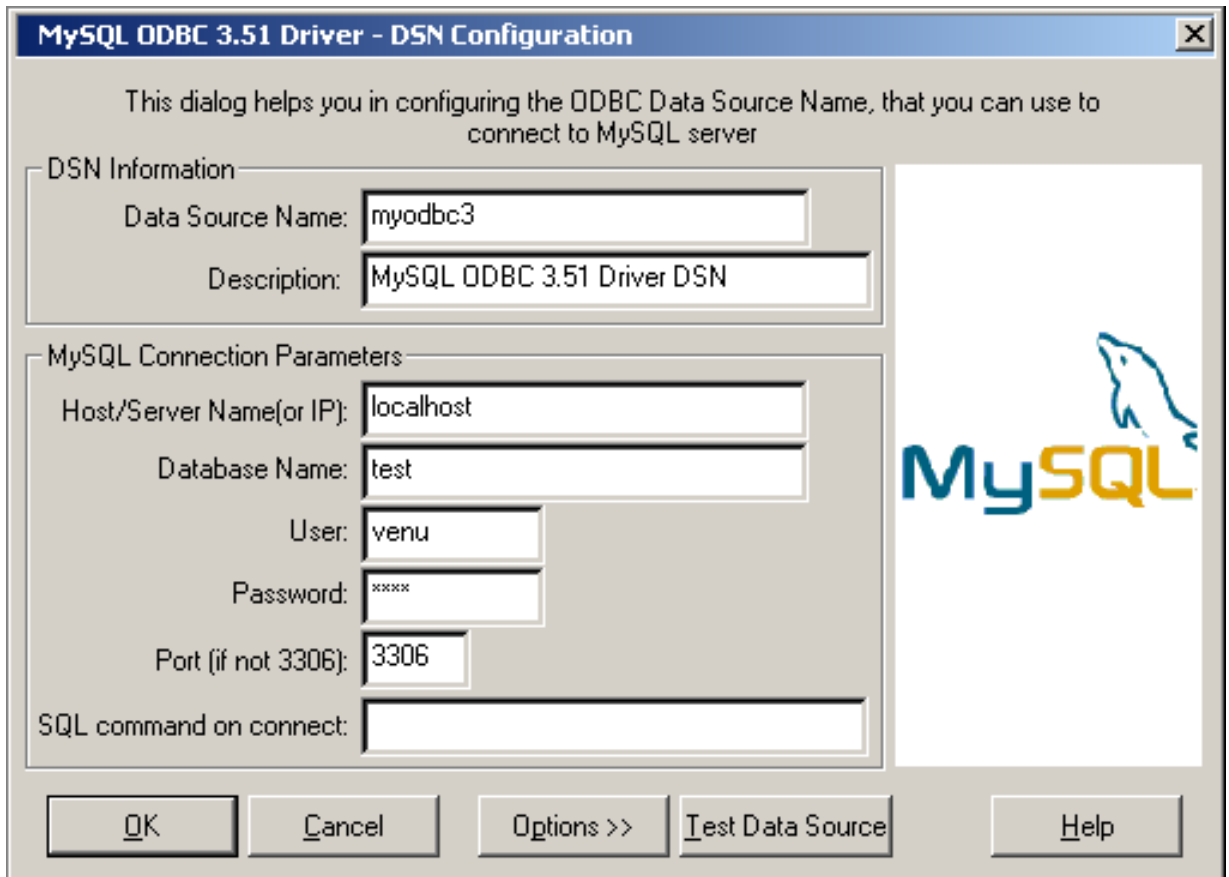 MySQL ODBC 3.51 Driver - DSN Configuration
This dialog helps you in configuring the ODBC Data Source Name, that you can use to
connect to MySQL server
DSN Information
Data Source Name: myodbc3
Description: MySQL ODBC 3.51 Driver DSN
MySQL Connection Parameters
Host/Server Name(or IP): localhost
Database Name: test
User: venu
Password: ****
Port (if not 3306): 3306
SQL command on connect:
MySQL
OK Cancel Options >> Test Data Source Help